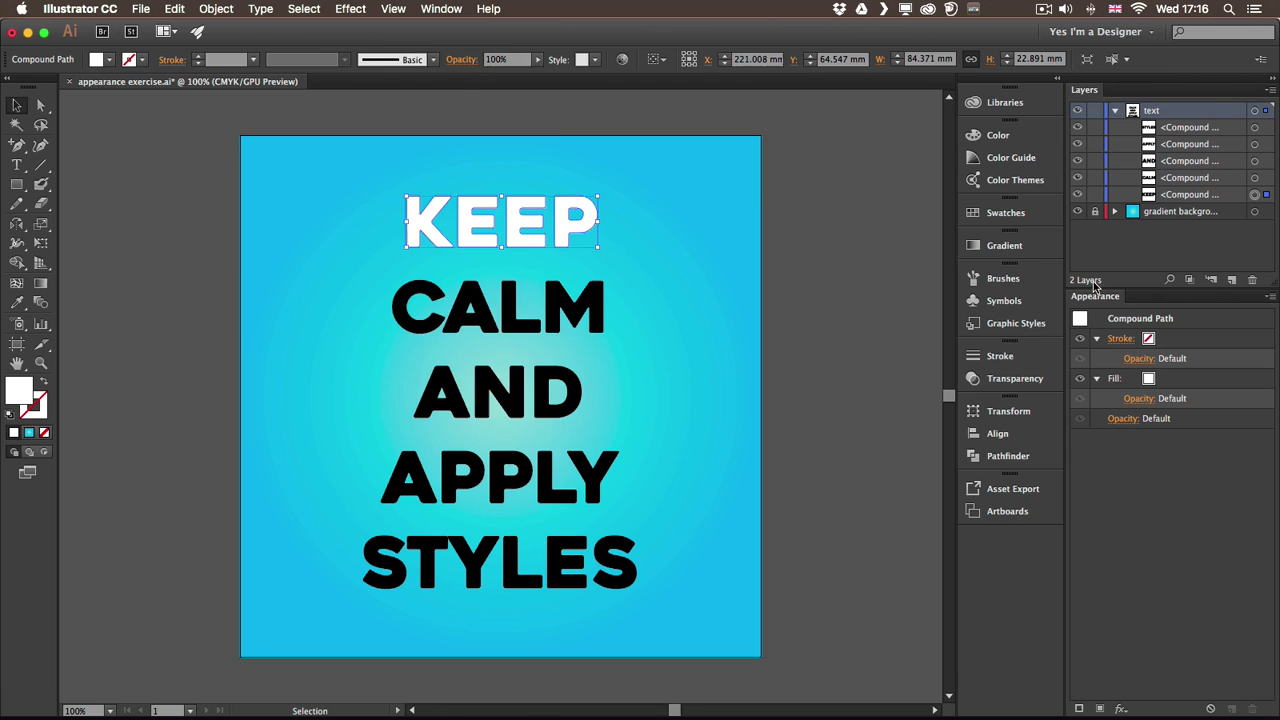 Illustrator CC File Edit Object Type Select Effect View Window Help Wed 17:16
Ai Br St Yes I'm a Designer
Compound Path Stroke: Basic Opacity: 100% Style: X: 221.008 mm Y: 64.547 mm W: 84.371 mm H: 22.891 mm
× appearance exercise.ai* @ 100% (CMYK/GPU Preview)
KEEP
CALM
AND
APPLY
STYLES
Libraries
Color
Color Guide
Color Themes
Swatches
Gradient
Brushes
Symbols
Graphic Styles
Stroke
Transparency
Transform
Align
Pathfinder
Asset Export
Artboards
Layers
text
<Compound ...
<Compound ...
<Compound ...
<Compound ...
<Compound ...
gradient backgro...
2 Layers
Appearance
Compound Path
Stroke:
Opacity: Default
Fill:
Opacity: Default
Opacity: Default
fx
100% 1 Selection